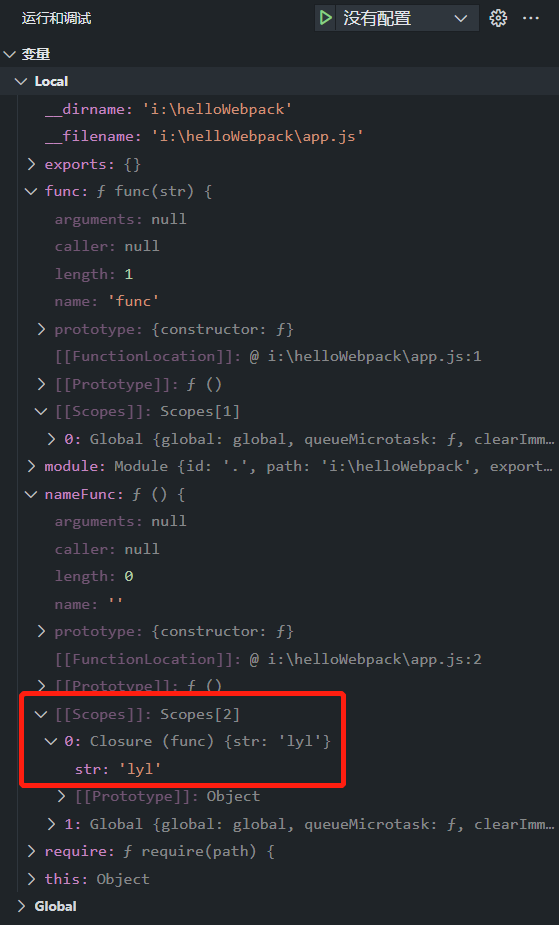 运行和调试 没有配置 ...
变量
Local
__dirname: 'i:\helloWebpack'
__filename: 'i:\helloWebpack\app.js'
exports: {}
func: ƒ func(str) {
arguments: null
caller: null
length: 1
name: 'func'
prototype: {constructor: ƒ}
[[FunctionLocation]]: @ i:\helloWebpack\app.js:1
[[Prototype]]: ƒ ()
[[Scopes]]: Scopes[1]
0: Global {global: global, queueMicrotask: ƒ, clearImm…
module: Module {id: '.', path: 'i:\helloWebpack', export…
nameFunc: ƒ () {
arguments: null
caller: null
length: 0
name: ''
prototype: {constructor: ƒ}
[[FunctionLocation]]: @ i:\helloWebpack\app.js:2
[[Prototype]]: ƒ ()
[[Scopes]]: Scopes[2]
0: Closure (func) {str: 'lyl'}
str: 'lyl'
[[Prototype]]: Object
1: Global {global: global, queueMicrotask: ƒ, clearImm…
require: ƒ require(path) {
this: Object
Global